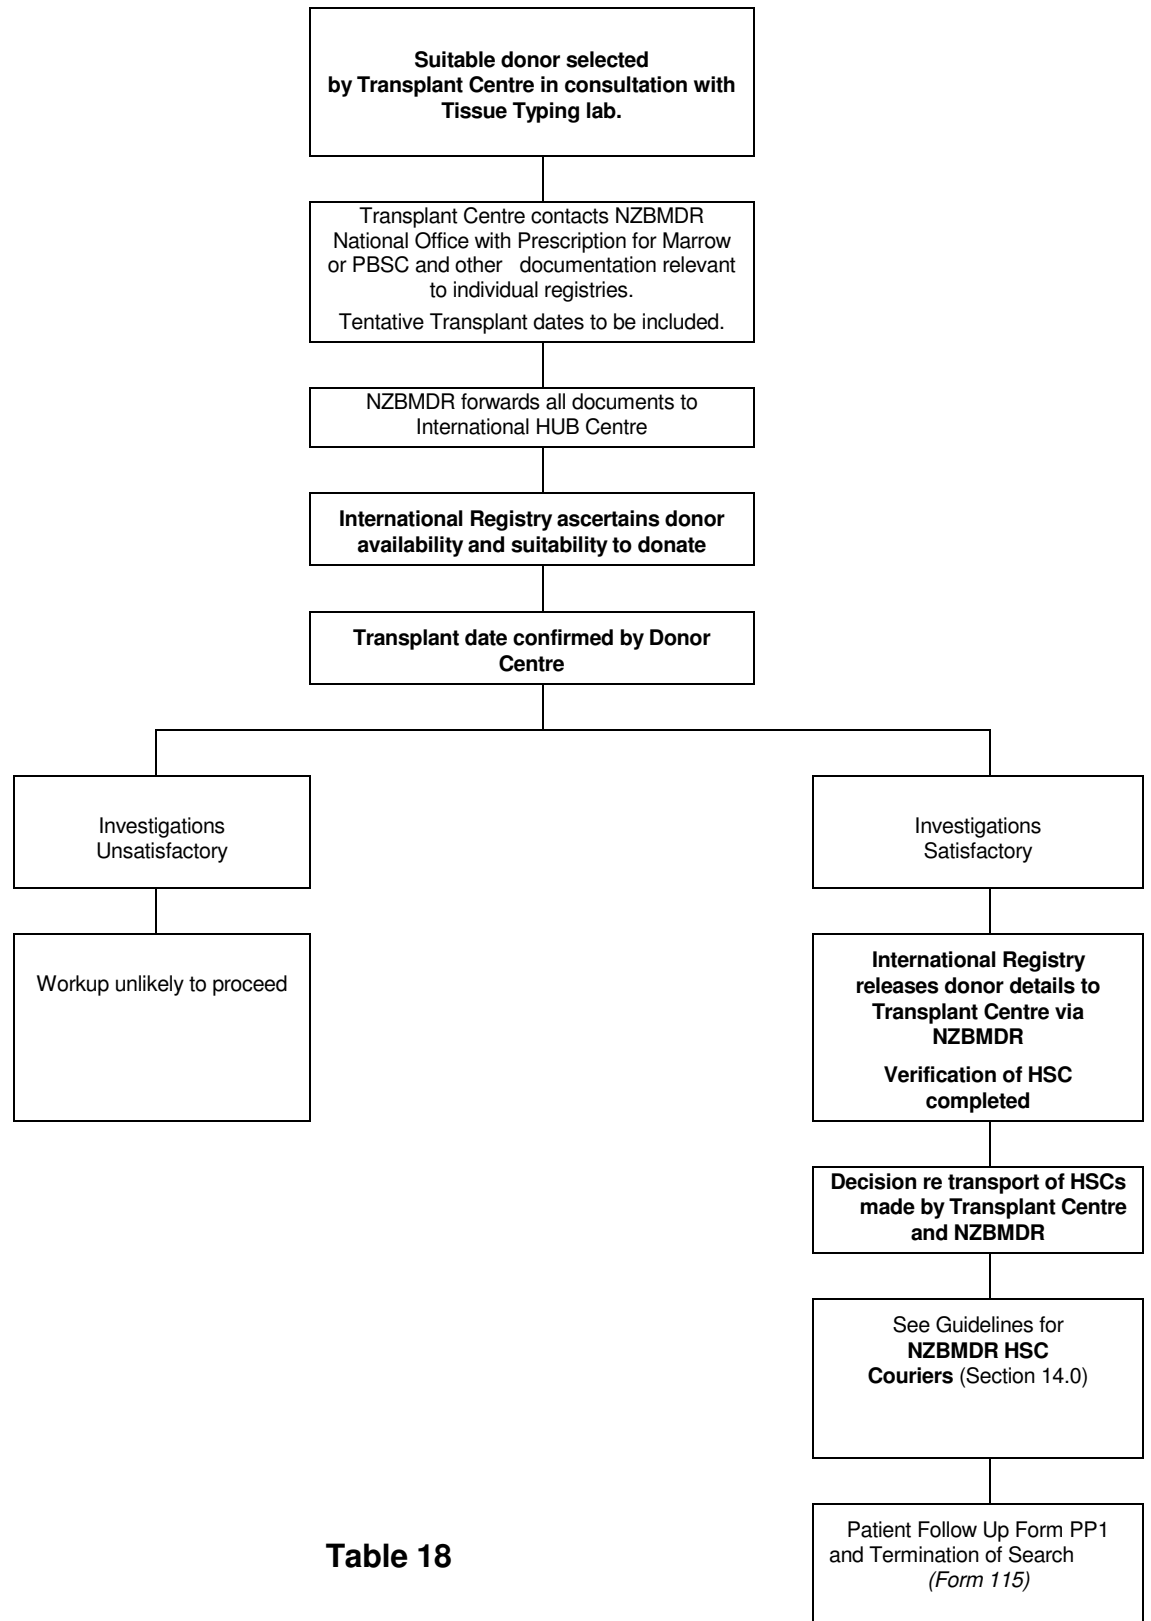 Suitable donor selected
by Transplant Centre in consultation with
Tissue Typing lab.
Transplant Centre contacts NZBMDR
National Office with Prescription for Marrow
or PBSC and other documentation relevant
to individual registries.
Tentative Transplant dates to be included.
NZBMDR forwards all documents to
International HUB Centre
International Registry ascertains donor
availability and suitability to donate
Transplant date confirmed by Donor
Centre
Investigations
Unsatisfactory
Workup unlikely to proceed
Investigations
Satisfactory
International Registry
releases donor details to
Transplant Centre via
NZBMDR
Verification of HSC
completed
Decision re transport of HSCs
made by Transplant Centre
and NZBMDR
See Guidelines for
NZBMDR HSC
Couriers (Section 14.0)
Patient Follow Up Form PP1
and Termination of Search
(Form 115)
Table 18